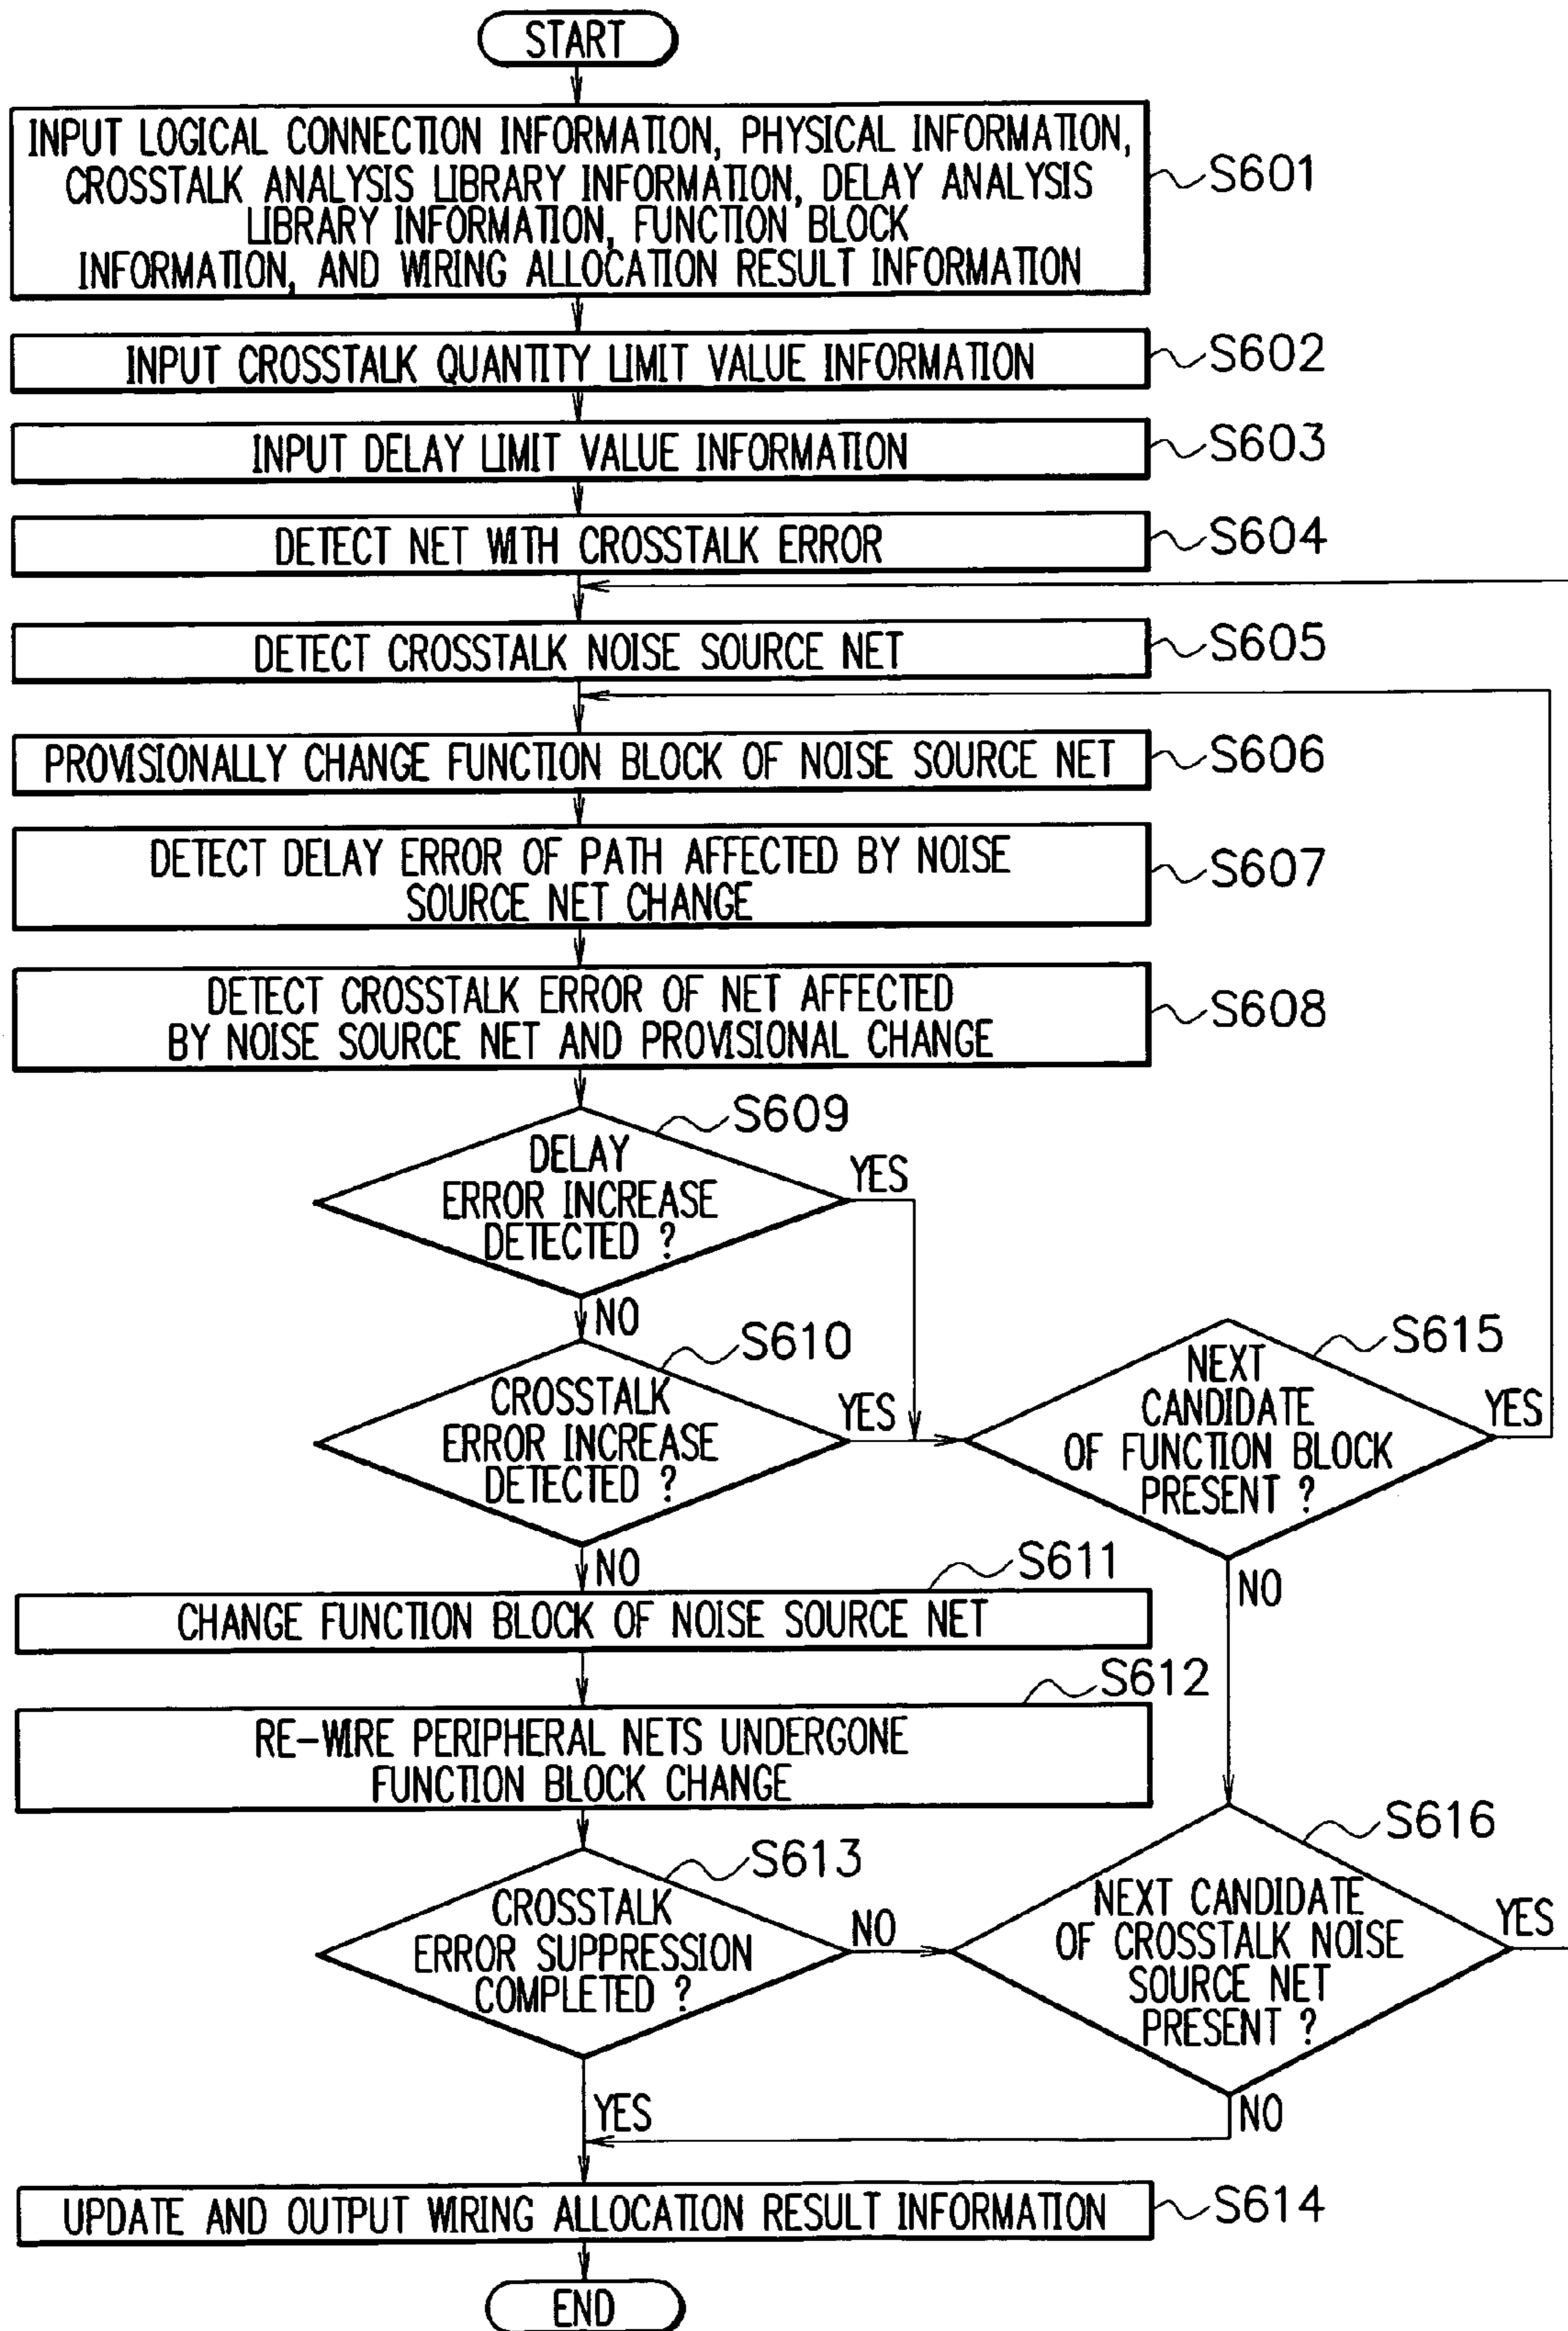 START
INPUT LOGICAL CONNECTION INFORMATION, PHYSICAL INFORMATION,
CROSSTALK ANALYSIS LIBRARY INFORMATION, DELAY ANALYSIS
LIBRARY INFORMATION, FUNCTION BLOCK
INFORMATION, AND WIRING ALLOCATION RESULT INFORMATION
S601
INPUT CROSSTALK QUANTITY LIMIT VALUE INFORMATION
S602
INPUT DELAY LIMIT VALUE INFORMATION
S603
DETECT NET WITH CROSSTALK ERROR
S604
DETECT CROSSTALK NOISE SOURCE NET
S605
PROVISIONALLY CHANGE FUNCTION BLOCK OF NOISE SOURCE NET
S606
DETECT DELAY ERROR OF PATH AFFECTED BY NOISE
SOURCE NET CHANGE
S607
DETECT CROSSTALK ERROR OF NET AFFECTED
BY NOISE SOURCE NET AND PROVISIONAL CHANGE
S608
S609
DELAY
ERROR INCREASE
DETECTED ?
YES
NO
S610
CROSSTALK
ERROR INCREASE
DETECTED ?
YES
NO
S615
NEXT
CANDIDATE
OF FUNCTION BLOCK
PRESENT ?
YES
NO
S611
CHANGE FUNCTION BLOCK OF NOISE SOURCE NET
S612
RE-WIRE PERIPHERAL NETS UNDERGONE
FUNCTION BLOCK CHANGE
S613
CROSSTALK
ERROR SUPPRESSION
COMPLETED ?
NO
YES
S616
NEXT CANDIDATE
OF CROSSTALK NOISE
SOURCE NET
PRESENT ?
YES
NO
UPDATE AND OUTPUT WIRING ALLOCATION RESULT INFORMATION
S614
END